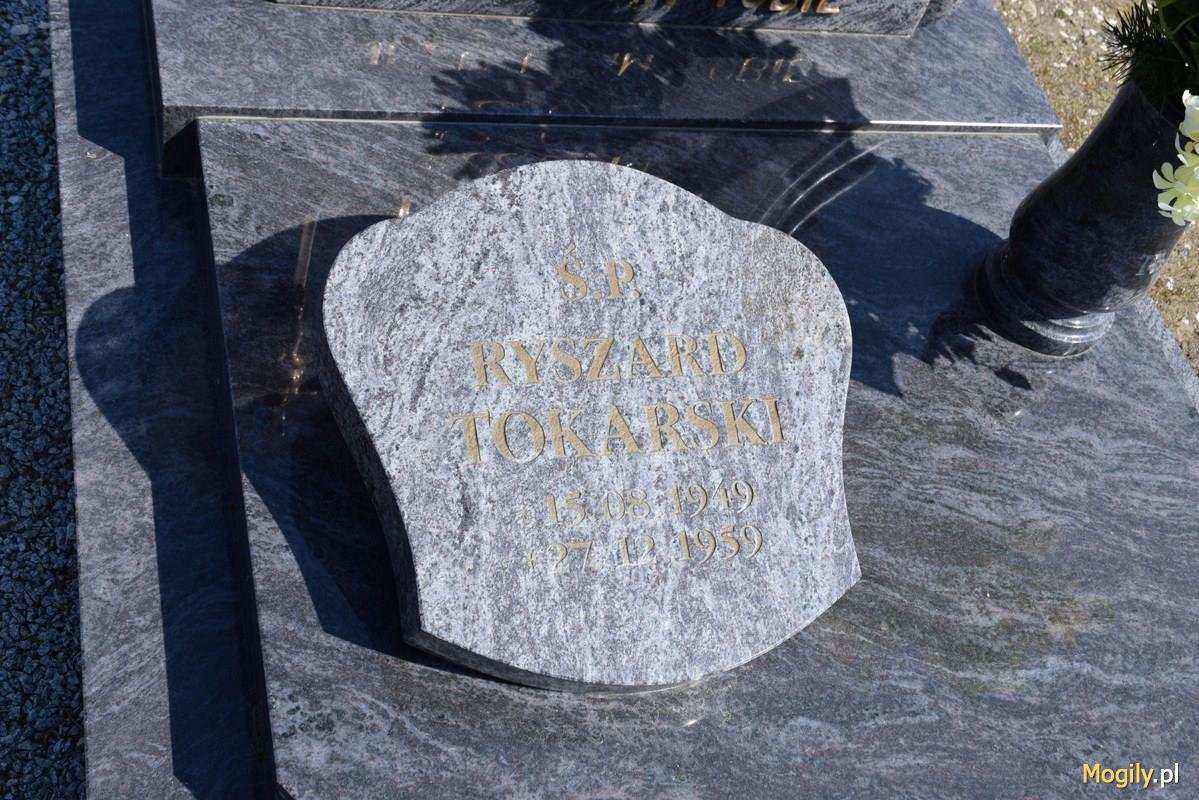 Ś.P.
RYSZARD
TOKARSKI
* 15.08.1949
+ 27.12.1959
Mogily.pl